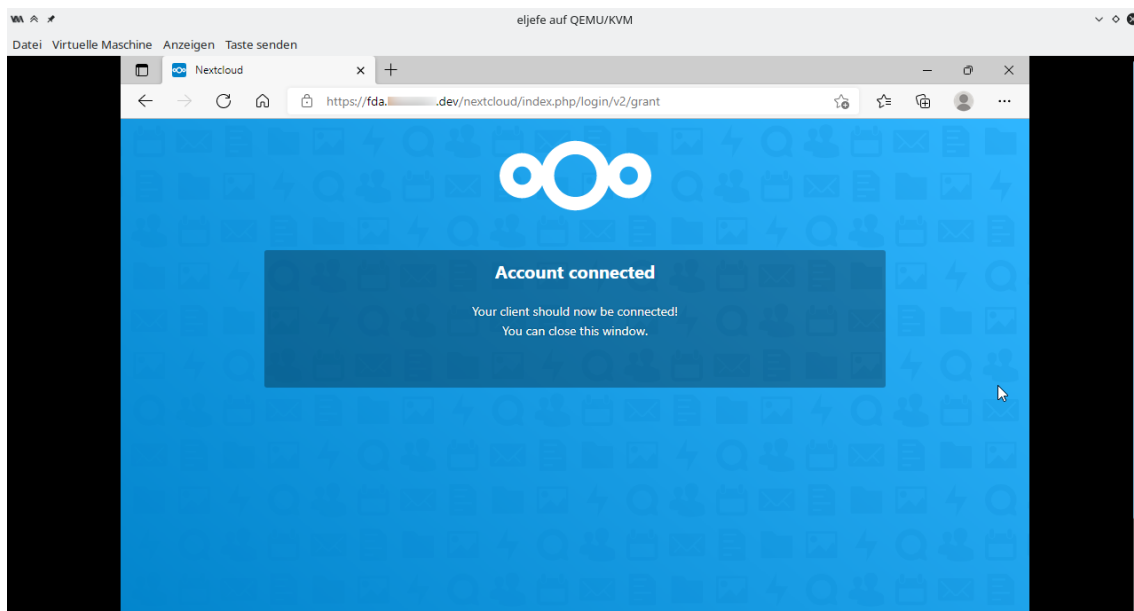 eljefe auf QEMU/KVM
Datei Virtuelle Maschine Anzeigen Taste senden
Nextcloud
https://fda. .dev/nextcloud/index.php/login/v2/grant
Account connected
Your client should now be connected!
You can close this window.